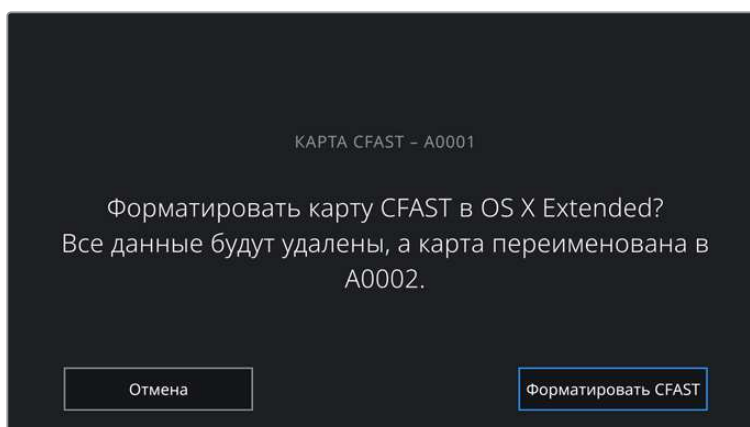 КАРТА CFAST – A0001
Форматировать карту CFAST в OS X Extended?
Все данные будут удалены, а карта переименована в
A0002.
Отмена
Форматировать CFAST